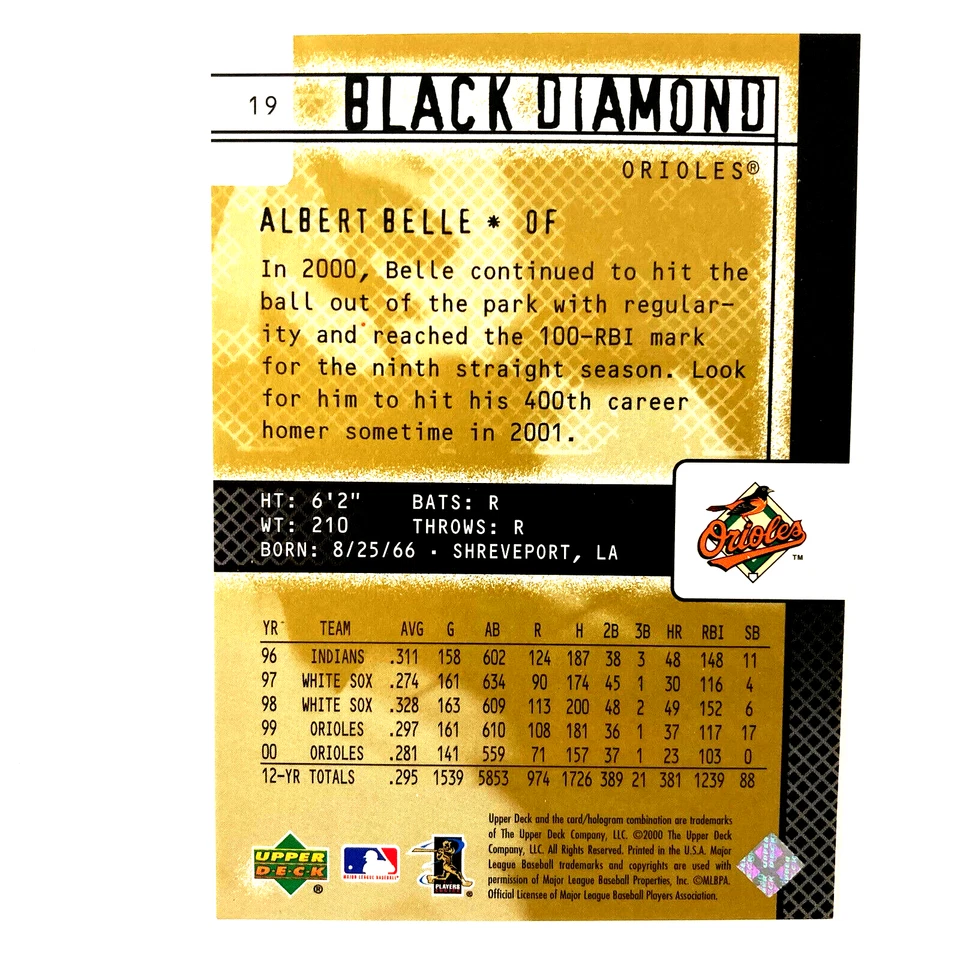 19
BLACK DIAMOND
ORIOLES®
ALBERT BELLE * OF
In 2000, Belle continued to hit the
ball out of the park with regular-
ity and reached the 100-RBI mark
for the ninth straight season. Look
for him to hit his 400th career
homer sometime in 2001.
HT: 6'2" BATS: R
WT: 210 THROWS: R
BORN: 8/25/66 · SHREVEPORT, LA
Orioles TM
YR TEAM AVG G AB R H 2B 3B HR RBI SB
96 INDIANS .311 158 602 124 187 38 3 48 148 11
97 WHITE SOX .274 161 634 90 174 45 1 30 116 4
98 WHITE SOX .328 163 609 113 200 48 2 49 152 6
99 ORIOLES .297 161 610 108 181 36 1 37 117 17
00 ORIOLES .281 141 559 71 157 37 1 23 103 0
12-YR TOTALS .295 1539 5853 974 1726 389 21 381 1239 88
Upper Deck and the card/hologram combination are trademarks
of The Upper Deck Company, LLC. ©2000 The Upper Deck
Company, LLC. All Rights Reserved. Printed in the U.S.A. Major
League Baseball trademarks and copyrights are used with
permission of Major League Baseball Properties, Inc. ©MLBPA.
Official Licensee of Major League Baseball Players Association.
UPPER
DECK
®
MAJOR LEAGUE BASEBALL
PLAYERS
®